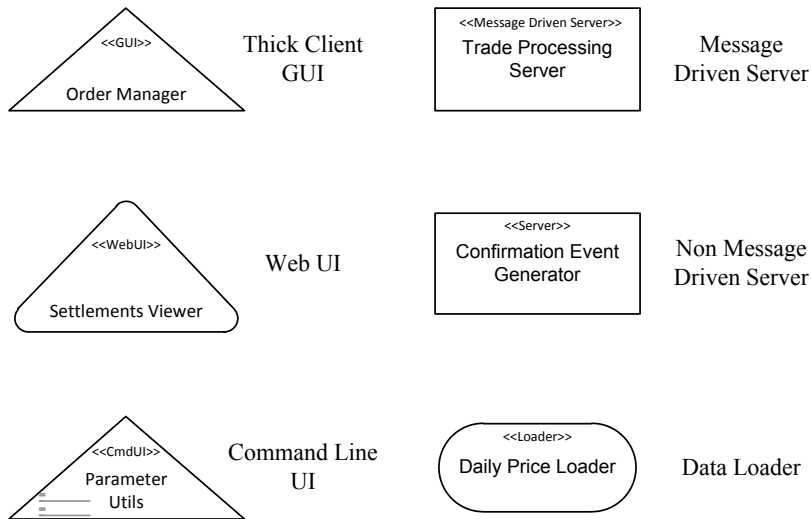 <<GUI>>
Order Manager
Thick Client
GUI
<<Message Driven Server>>
Trade Processing
Server
Message
Driven Server
<<WebUI>>
Settlements Viewer
Web UI
<<Server>>
Confirmation Event
Generator
Non Message
Driven Server
<<CmdUI>>
Parameter
Utils
Command Line
UI
<<Loader>>
Daily Price Loader
Data Loader